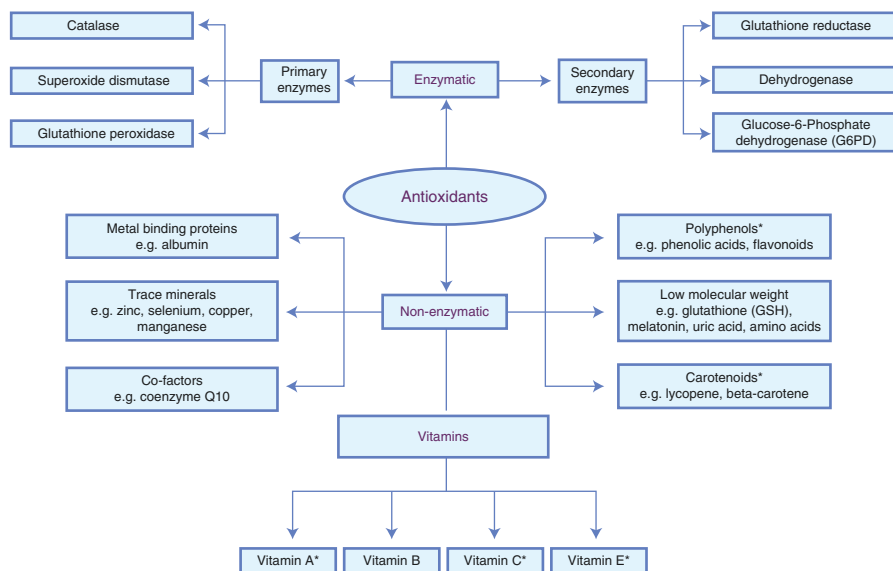 Catalase
Superoxide dismutase
Glutathione peroxidase
Primary
enzymes
Enzymatic
Secondary
enzymes
Glutathione reductase
Dehydrogenase
Glucose-6-Phosphate
dehydrogenase (G6PD)
Antioxidants
Metal binding proteins
e.g. albumin
Trace minerals
e.g. zinc, selenium, copper,
manganese
Co-factors
e.g. coenzyme Q10
Non-enzymatic
Polyphenols*
e.g. phenolic acids, flavonoids
Low molecular weight
e.g. glutathione (GSH),
melatonin, uric acid, amino acids
Carotenoids*
e.g. lycopene, beta-carotene
Vitamins
Vitamin A*
Vitamin B
Vitamin C*
Vitamin E*